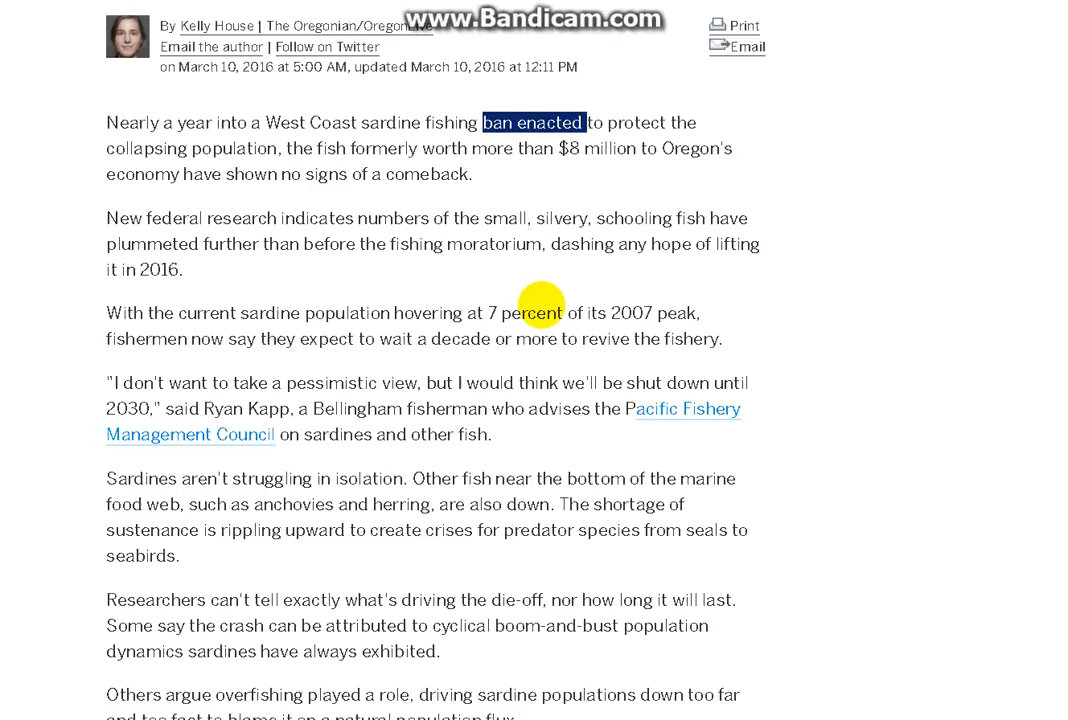 www.Bandicam.com
By Kelly House | The Oregonian/OregonLive
Print
Email the author | Follow on Twitter
Email
on March 10, 2016 at 5:00 AM, updated March 10, 2016 at 12:11 PM
Nearly a year into a West Coast sardine fishing ban enacted to protect the
collapsing population, the fish formerly worth more than $8 million to Oregon's
economy have shown no signs of a comeback.
New federal research indicates numbers of the small, silvery, schooling fish have
plummeted further than before the fishing moratorium, dashing any hope of lifting
it in 2016.
With the current sardine population hovering at 7 percent of its 2007 peak,
fishermen now say they expect to wait a decade or more to revive the fishery.
"I don't want to take a pessimistic view, but I would think we'll be shut down until
2030," said Ryan Kapp, a Bellingham fisherman who advises the Pacific Fishery
Management Council on sardines and other fish.
Sardines aren't struggling in isolation. Other fish near the bottom of the marine
food web, such as anchovies and herring, are also down. The shortage of
sustenance is rippling upward to create crises for predator species from seals to
seabirds.
Researchers can't tell exactly what's driving the die-off, nor how long it will last.
Some say the crash can be attributed to cyclical boom-and-bust population
dynamics sardines have always exhibited.
Others argue overfishing played a role, driving sardine populations down too far
and too fast to blame it on a natural population flux.